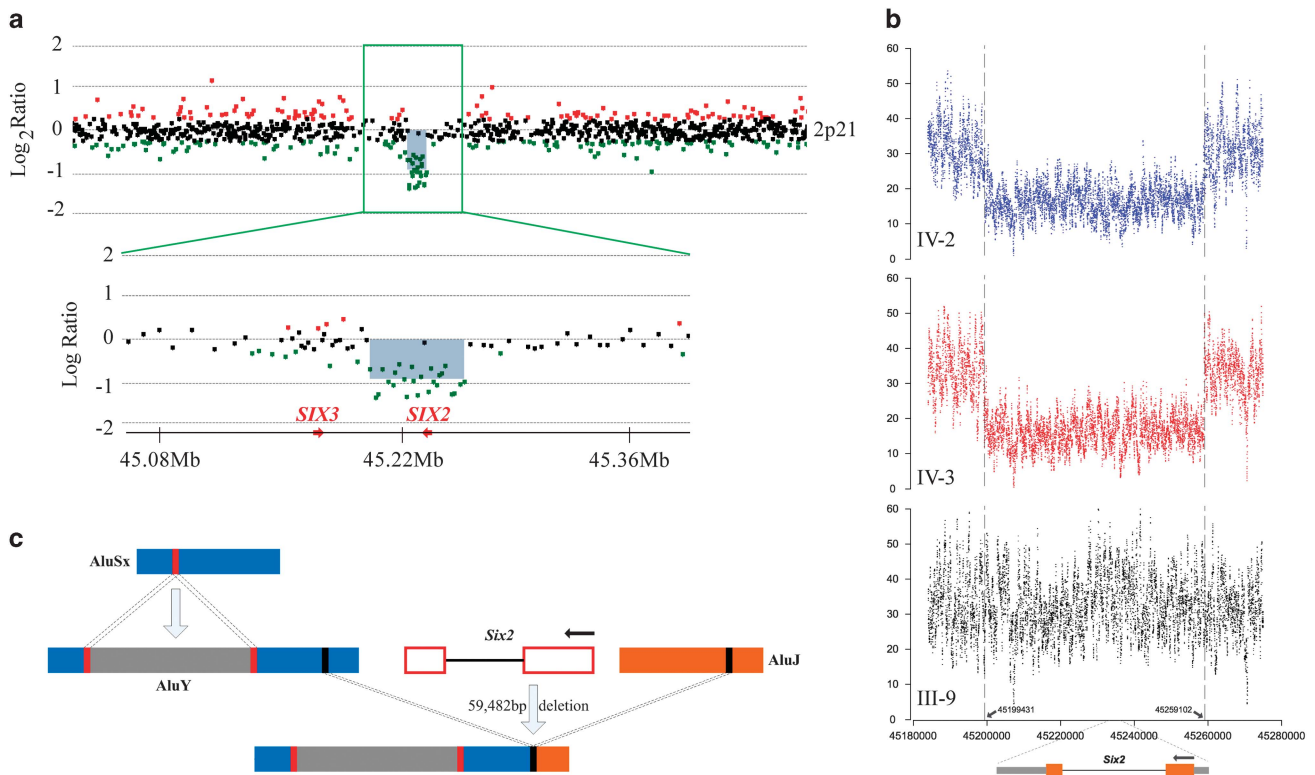 a
2
1
0
-1
-2
Log2Ratio
2p21
2
1
0
-1
-2
Log Ratio
SIX3
SIX2
45.08Mb
45.22Mb
45.36Mb
b
60
50
40
30
20
10
0
IV-2
60
50
40
30
20
10
0
IV-3
60
50
40
30
20
10
0
III-9
45199431
45259102
45180000
45200000
45220000
45240000
45260000
45280000
Six2
c
AluSx
AluY
Six2
AluJ
59,482bp deletion